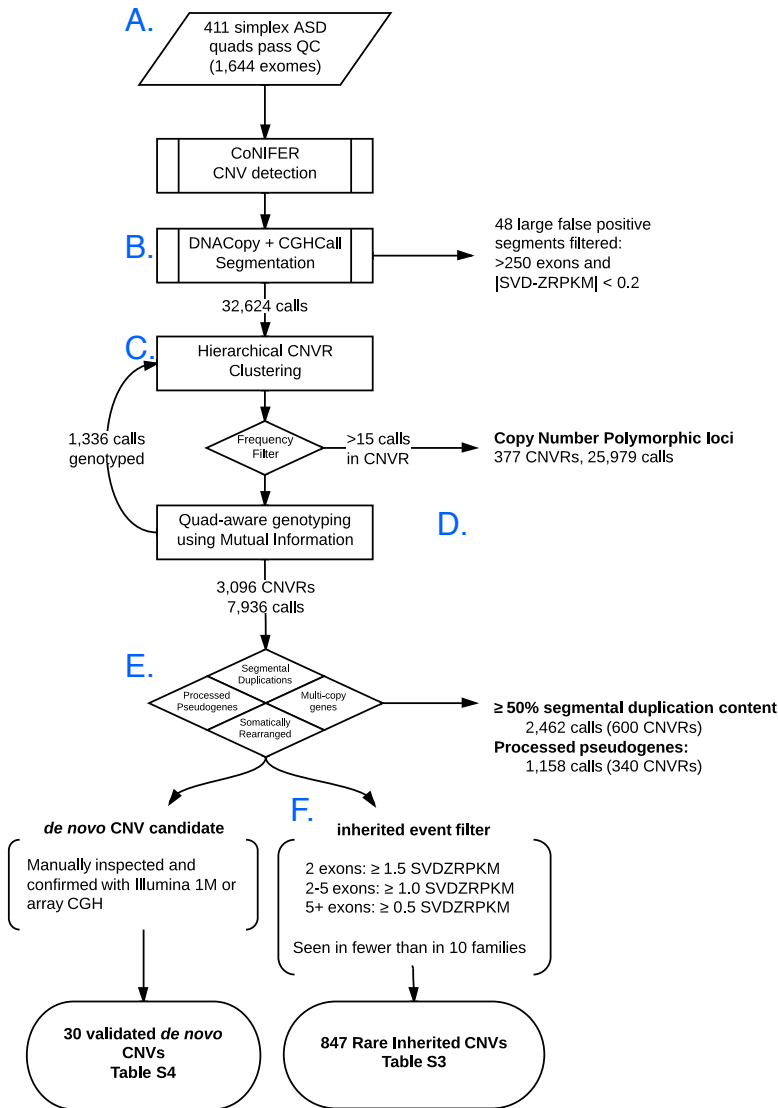 A.
411 simplex ASD
quads pass QC
(1,644 exomes)
CoNIFER
CNV detection
B.
DNACopy + CGHCall
Segmentation
48 large false positive
segments filtered:
>250 exons and
|SVD-ZRPKM| < 0.2
32,624 calls
C.
Hierarchical CNVR
Clustering
1,336 calls
genotyped
Frequency
Filter
>15 calls
in CNVR
Copy Number Polymorphic loci
377 CNVRs, 25,979 calls
D.
Quad-aware genotyping
using Mutual Information
3,096 CNVRs
7,936 calls
E.
Segmental
Duplications
Processed
Pseudogenes
Multi-copy
genes
Somatically
Rearranged
≥ 50% segmental duplication content
2,462 calls (600 CNVRs)
Processed pseudogenes:
1,158 calls (340 CNVRs)
de novo CNV candidate
Manually inspected and
confirmed with Illumina 1M or
array CGH
F.
inherited event filter
2 exons: ≥ 1.5 SVDZRPKM
2-5 exons: ≥ 1.0 SVDZRPKM
5+ exons: ≥ 0.5 SVDZRPKM
Seen in fewer than in 10 families
30 validated de novo
CNVs
Table S4
847 Rare Inherited CNVs
Table S3